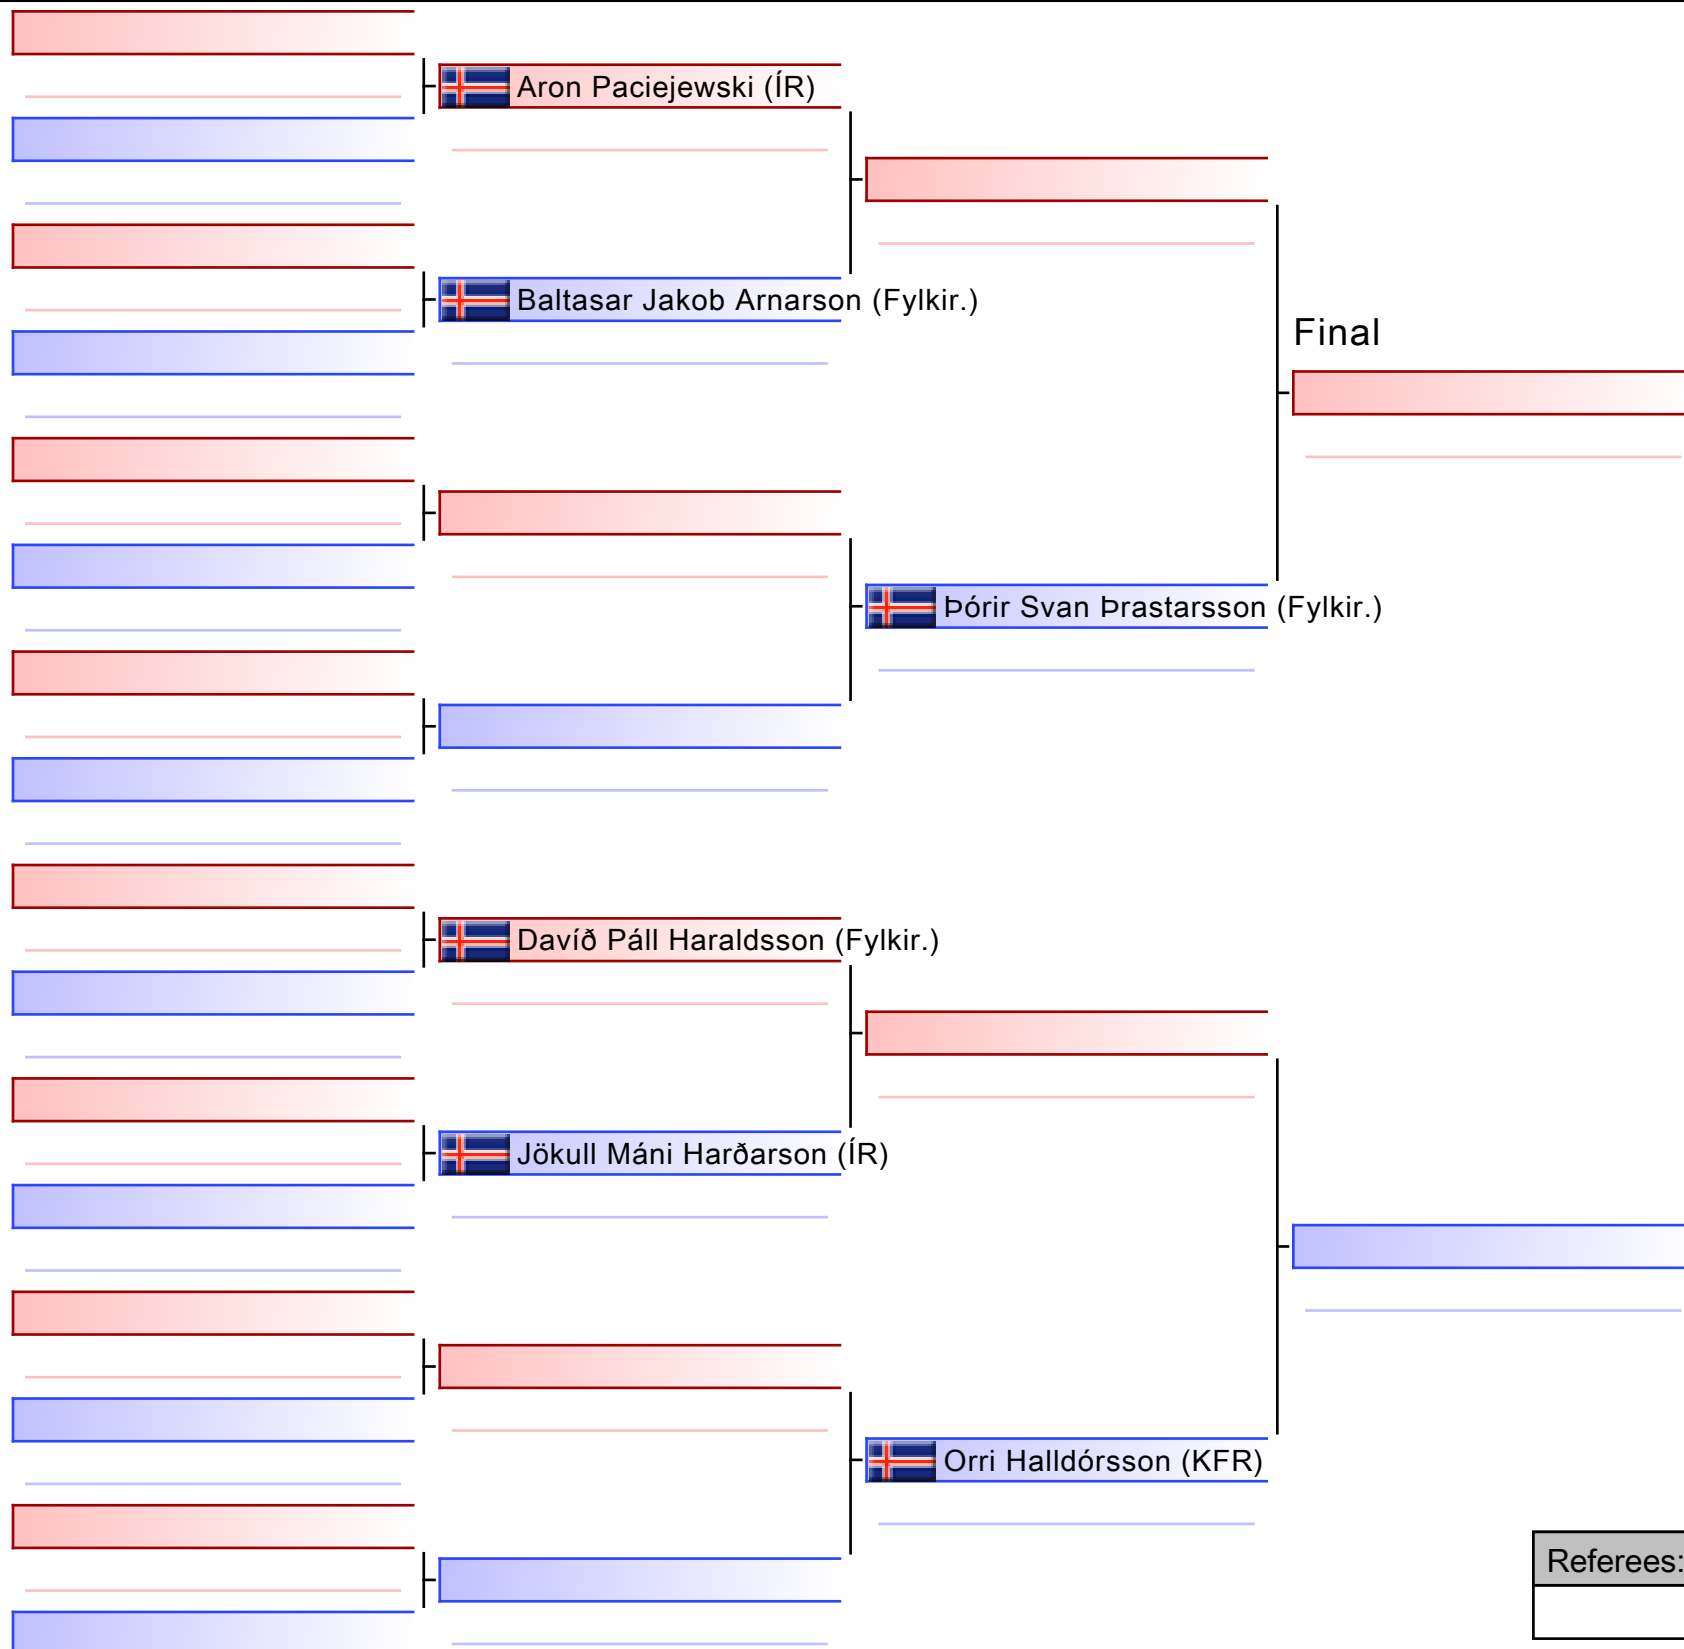 Aron Paciejewski (ÍR)
Baltasar Jakob Arnarson (Fylkir.)
Final
Þórir Svan Þrastarsson (Fylkir.)
Davíð Páll Haraldsson (Fylkir.)
Jökull Máni Harðarson (ÍR)
Orri Halldórsson (KFR)
Referees: